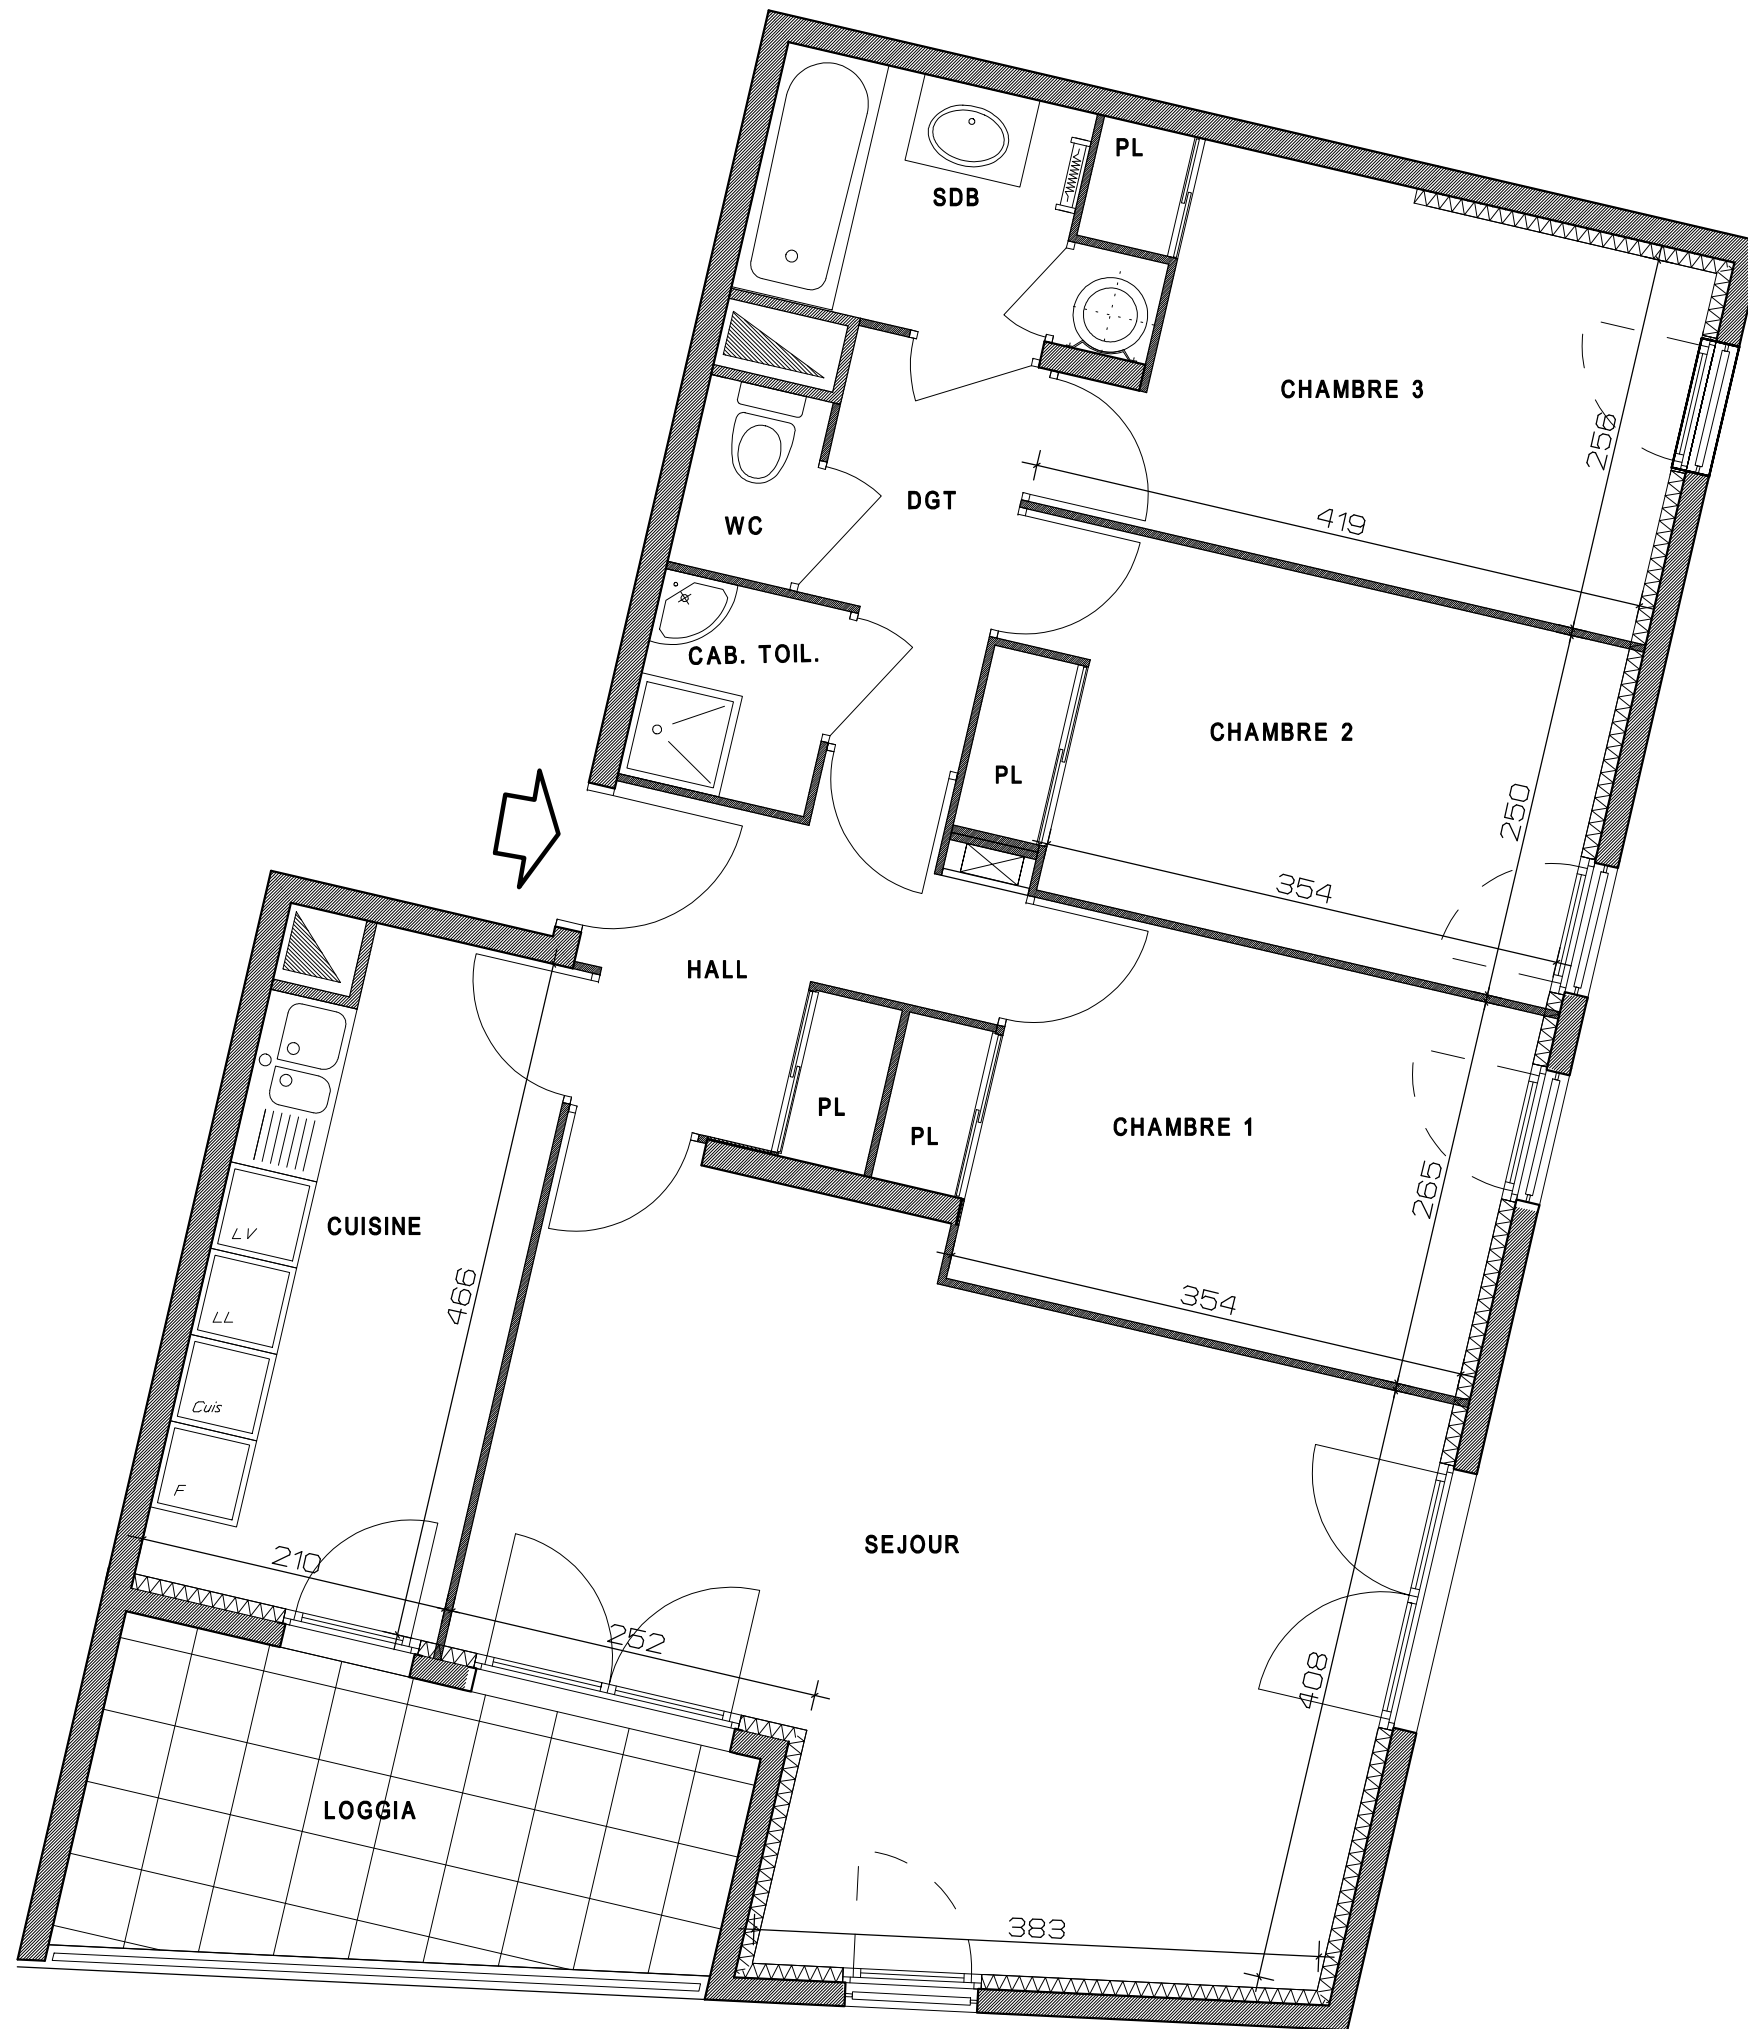 PL
SDB
CHAMBRE 3
256
419
DGT
WC
CAB. TOIL.
CHAMBRE 2
PL
250
354
HALL
PL
PL
CHAMBRE 1
265
354
CUISINE
LV
LL
Cuis
F
466
210
252
SEJOUR
408
LOGGIA
383